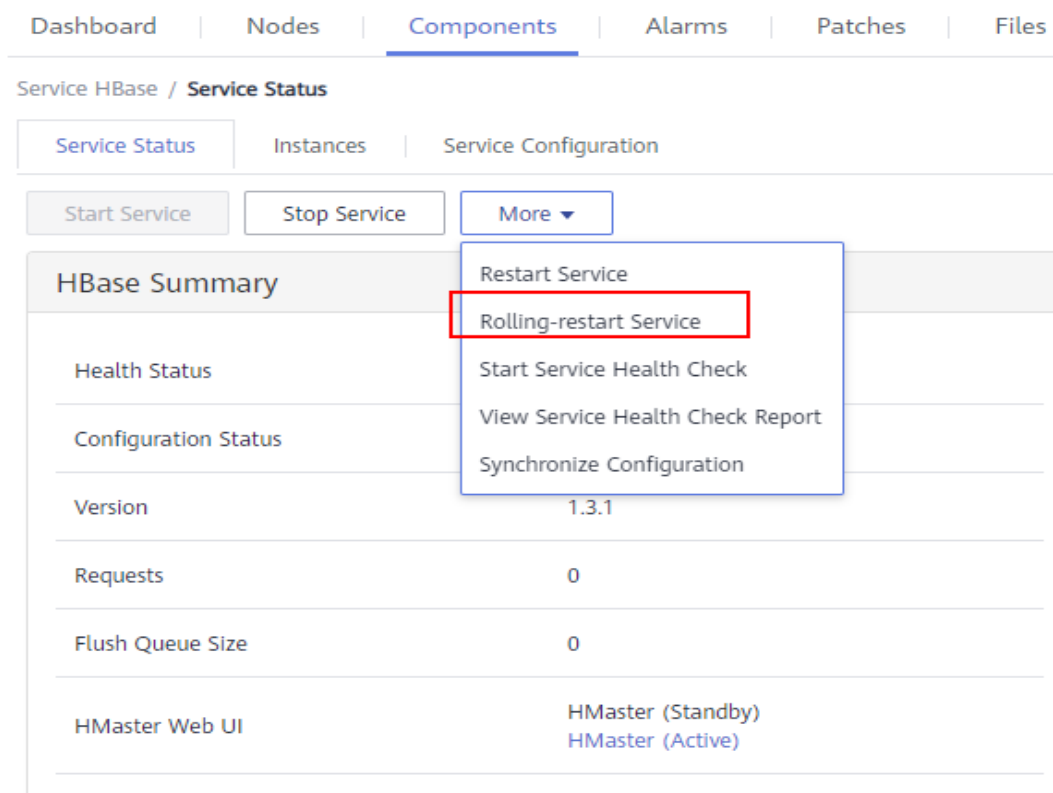 Dashboard Nodes Components Alarms Patches Files
Service HBase / Service Status
Service Status Instances Service Configuration
Start Service Stop Service More
HBase Summary
Restart Service
Rolling-restart Service
Start Service Health Check
View Service Health Check Report
Synchronize Configuration
Health Status
Configuration Status
Version 1.3.1
Requests 0
Flush Queue Size 0
HMaster Web UI HMaster (Standby)
HMaster (Active)